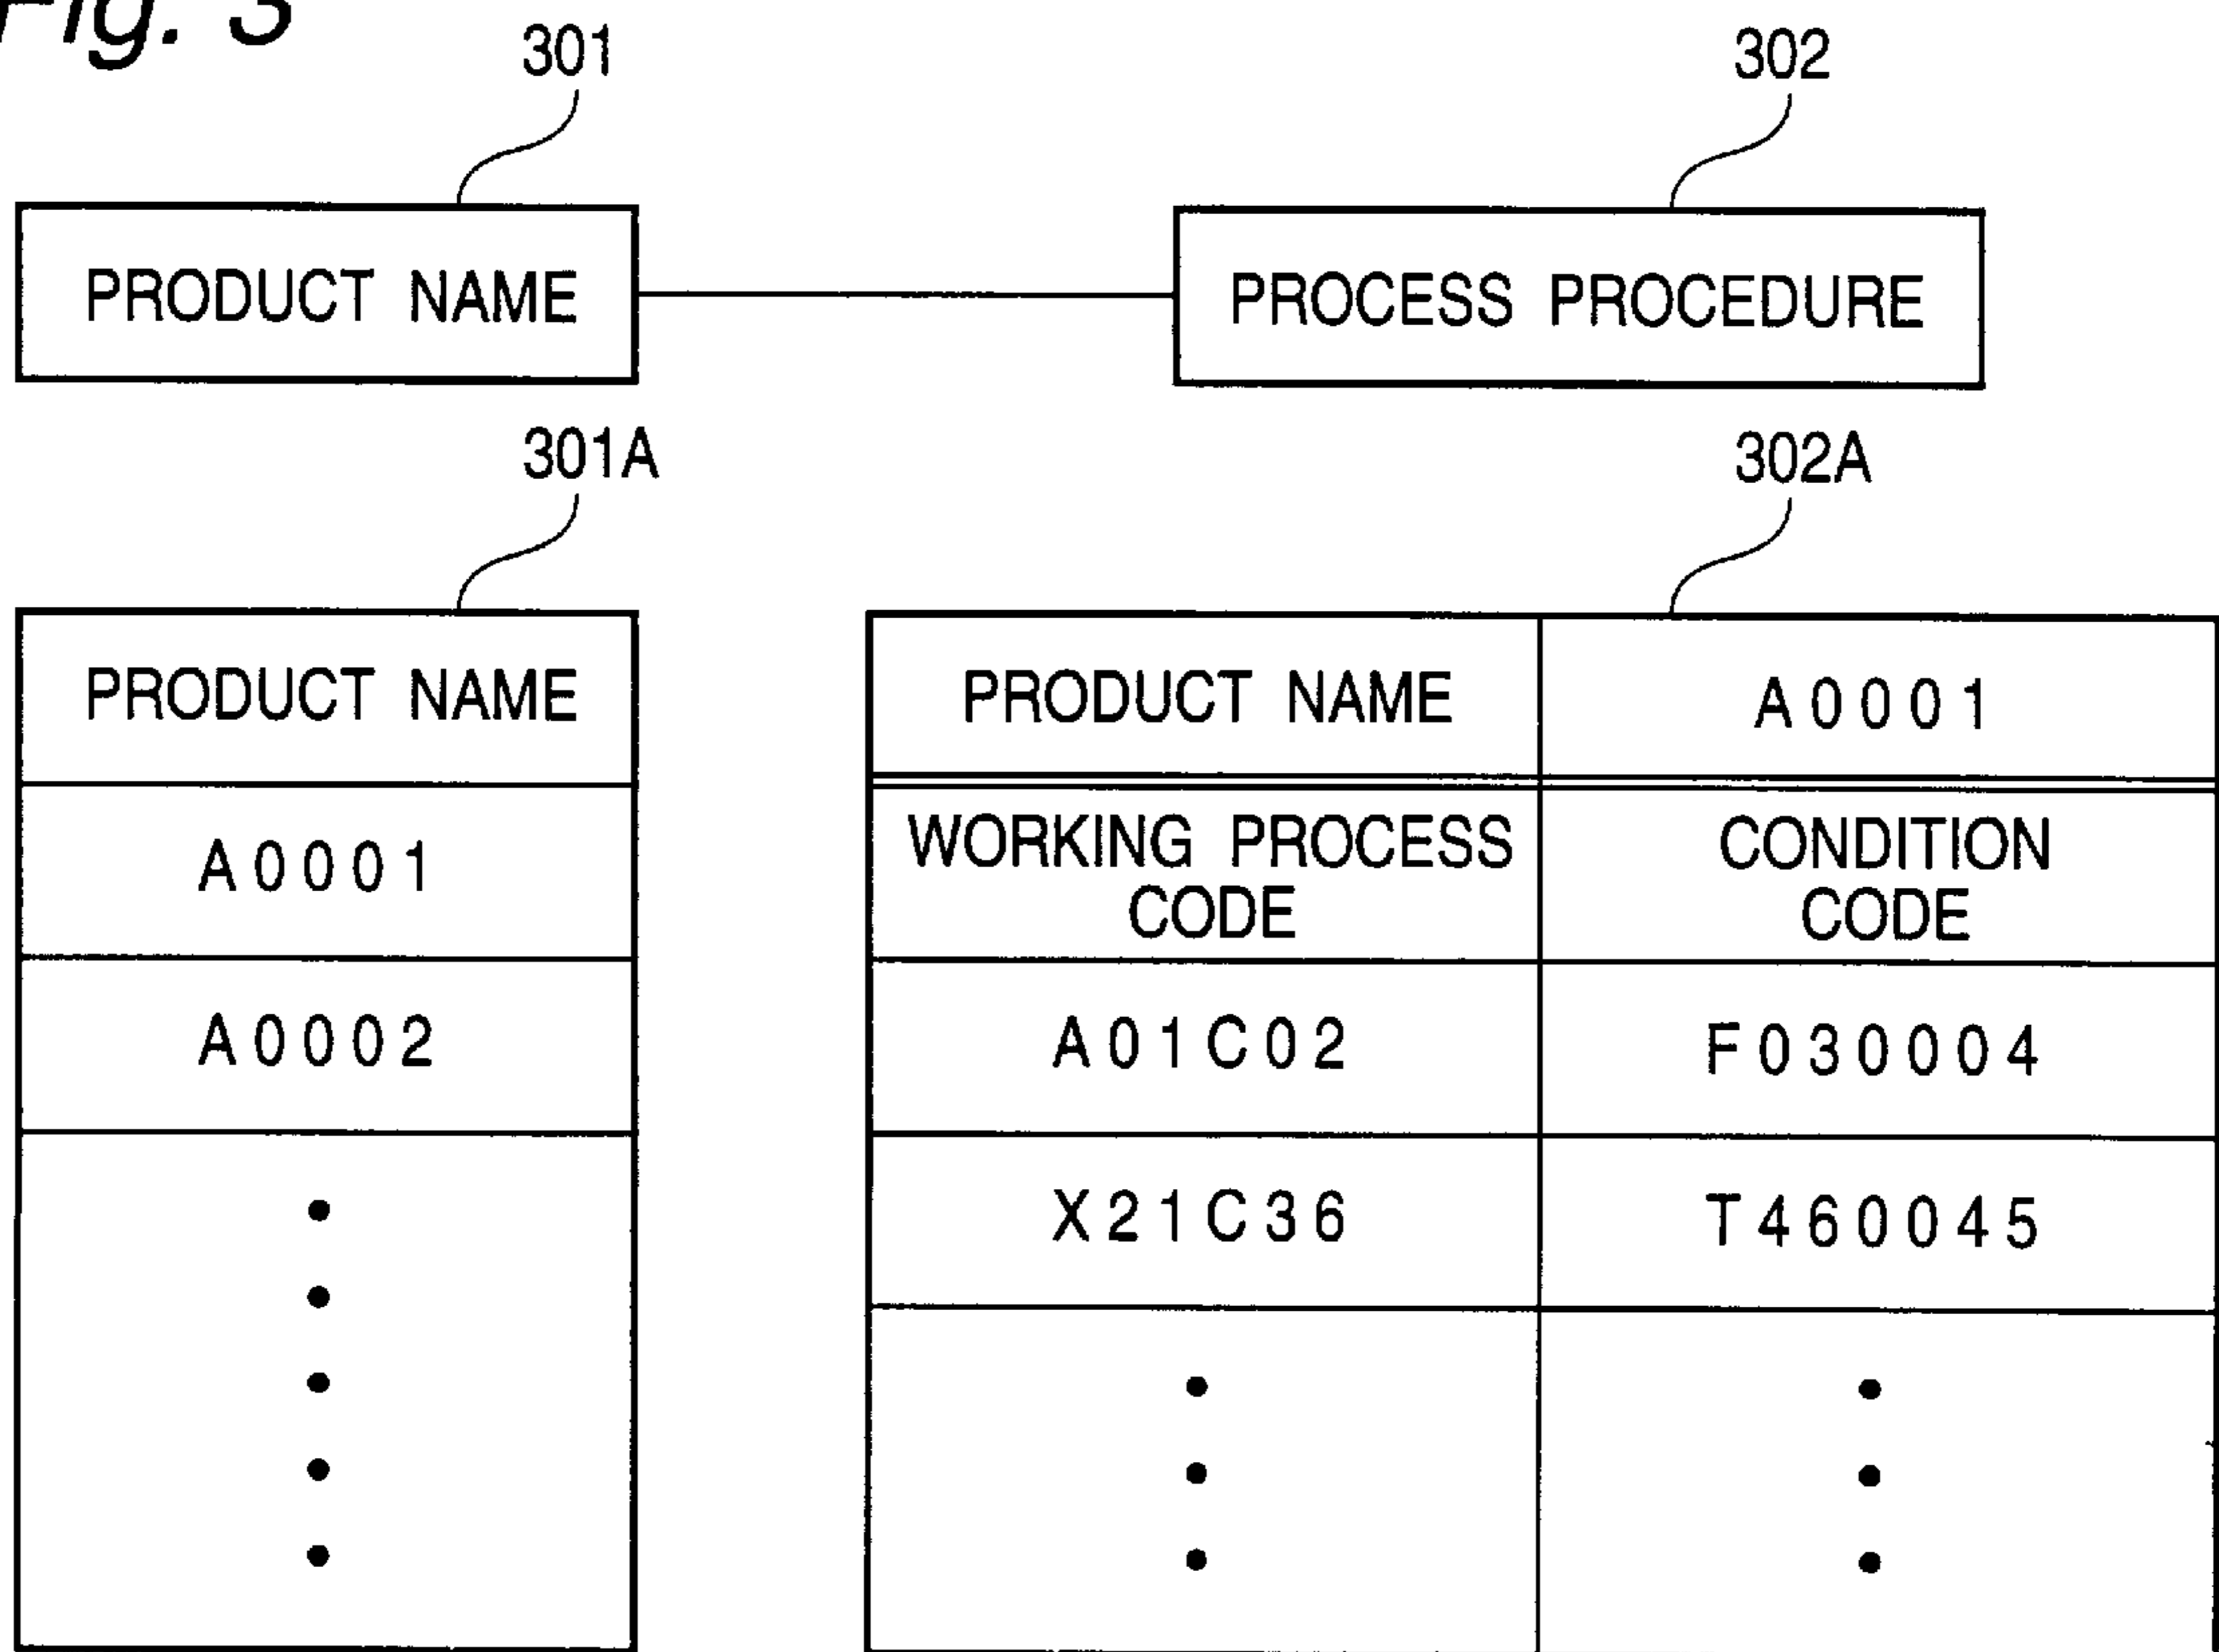 Fig. 3
301
302
PRODUCT NAME
PROCESS PROCEDURE
301A
302A
PRODUCT NAME
A0001
A0002
PRODUCT NAME
A0001
WORKING PROCESS
CODE
CONDITION
CODE
A01C02
F030004
X21C36
T460045